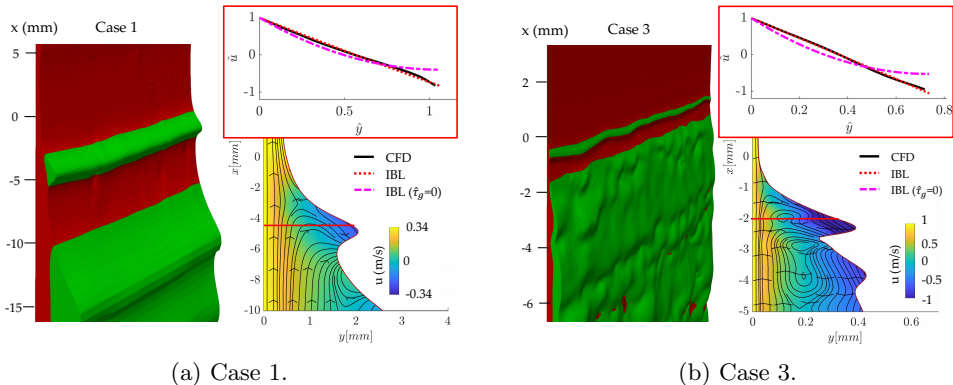 x (mm)
Case 1
5
0
-5
-10
-15
1
0
-1
û
0
0.5
1
ŷ
x[mm]
0
-2
-4
-6
-8
-10
CFD
IBL
IBL (τ̂g=0)
u (m/s)
0.34
0
-0.34
0
1
2
3
4
y[mm]
(a) Case 1.
x (mm)
Case 3
2
0
-2
-4
-6
1
0
-1
û
0
0.2
0.4
0.6
0.8
ŷ
x[mm]
0
-1
-2
-3
-4
-5
CFD
IBL
IBL (τ̂g=0)
u (m/s)
1
0.5
0
-0.5
-1
0
0.2
0.4
0.6
y[mm]
(b) Case 3.